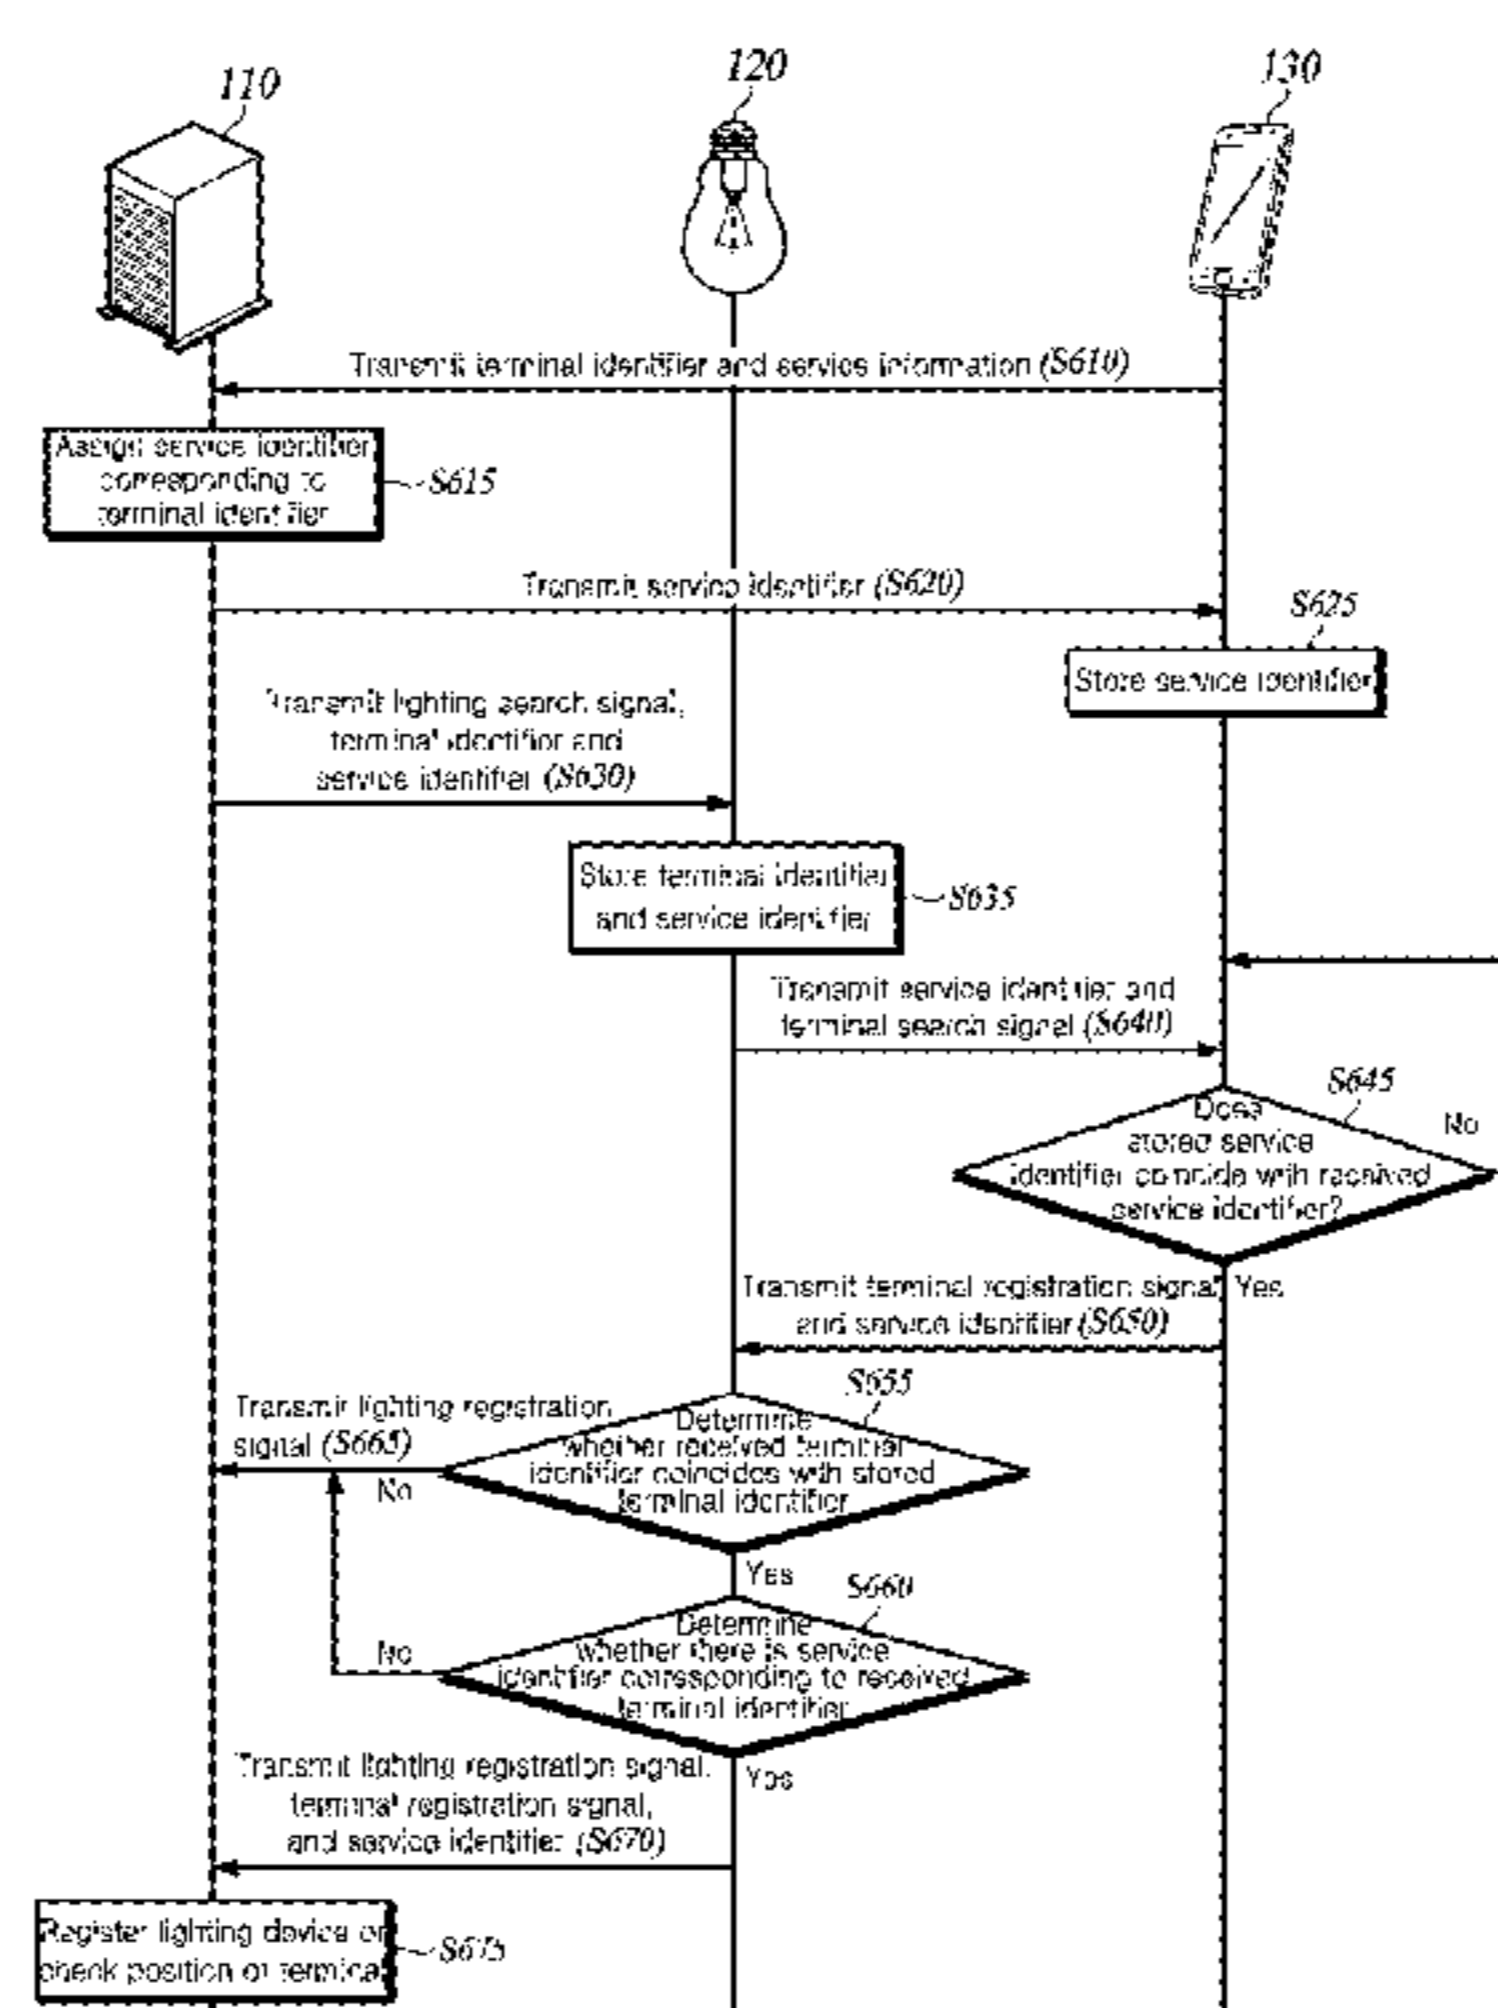 110
120
130
Transmit terminal identifier and service information (S610)
Assign service identifier
corresponding to
terminal identifier
S615
Transmit service identifier (S620)
S625
Store service identifier
Transmit lighting search signal,
terminal identifier and
service identifier (S630)
Store terminal identifier
and service identifier
S635
Transmit service identifier and
terminal search signal (S640)
S645
No
Does
stored service
identifier coincide with received
service identifier?
Transmit terminal registration signal
and service identifier (S650)
Yes
S655
Transmit lighting registration
signal (S665)
Determine
whether received terminal
identifier coincides with stored
terminal identifier
No
Yes
S660
Determine
whether there is service
identifier corresponding to received
terminal identifier
No
Yes
Transmit lighting registration signal,
terminal registration signal,
and service identifier (S670)
Register lighting device or
check position of terminal
S675